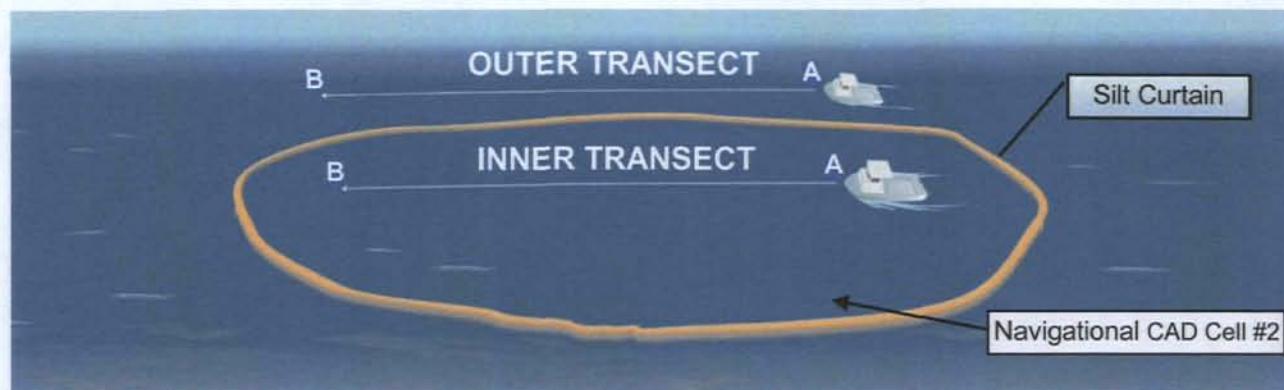 OUTER TRANSECT
B
A
Silt Curtain
INNER TRANSECT
B
A
Navigational CAD Cell #2